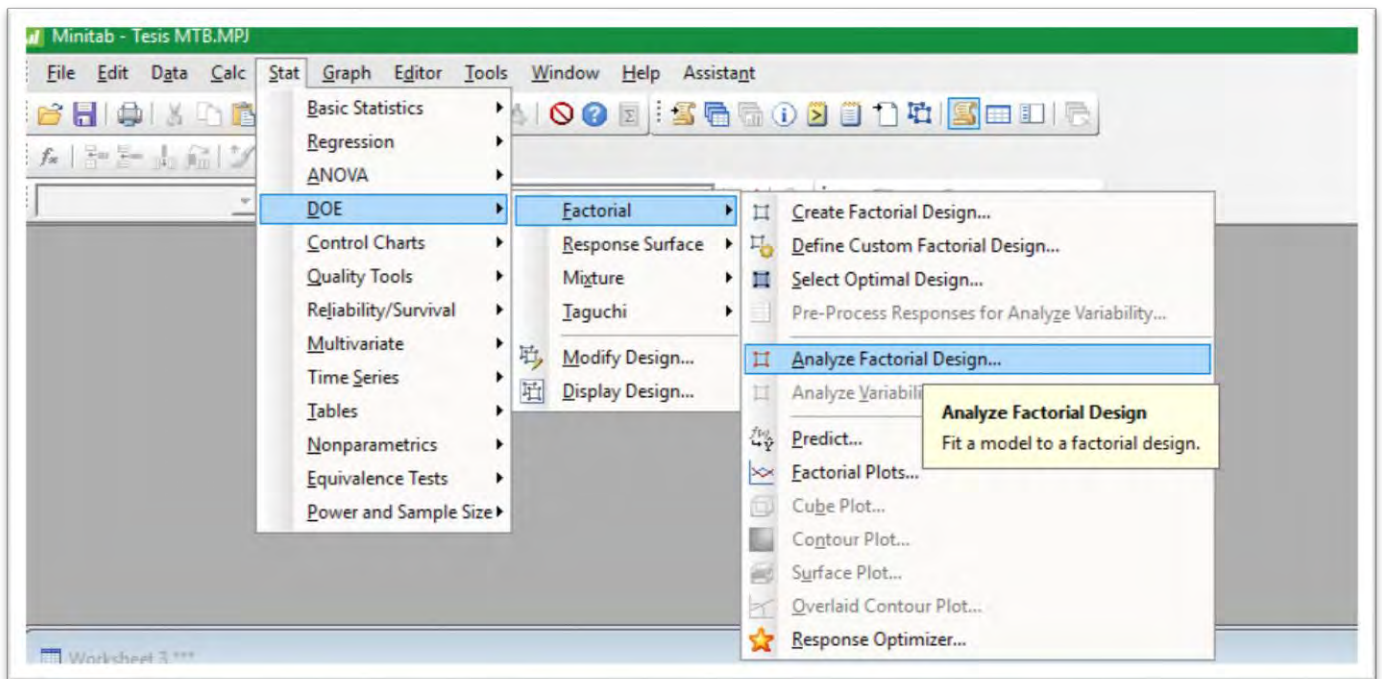 Minitab - Tesis MTB.MPJ
File Edit Data Calc Stat Graph Editor Tools Window Help Assistant
Basic Statistics
Regression
ANOVA
DOE
Control Charts
Quality Tools
Reliability/Survival
Multivariate
Time Series
Tables
Nonparametrics
Equivalence Tests
Power and Sample Size
Factorial
Response Surface
Mixture
Taguchi
Modify Design...
Display Design...
Create Factorial Design...
Define Custom Factorial Design...
Select Optimal Design...
Pre-Process Responses for Analyze Variability...
Analyze Factorial Design...
Analyze Variabili
Predict...
Factorial Plots...
Cube Plot...
Contour Plot...
Surface Plot...
Overlaid Contour Plot...
Response Optimizer...
Analyze Factorial Design
Fit a model to a factorial design.
Worksheet 3 ***